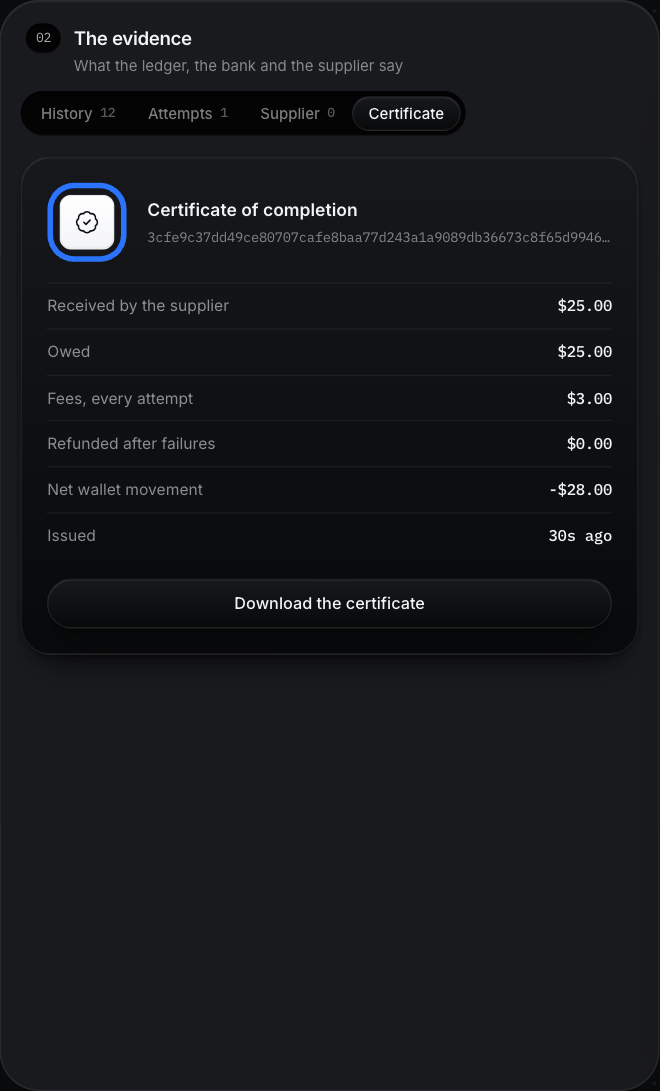 02
The evidence
What the ledger, the bank and the supplier say
History 12 Attempts 1 Supplier 0 Certificate
Certificate of completion
3cfe9c37dd49ce80707cafe8baa77d243a1a9089db36673c8f65d9946…
Received by the supplier $25.00
Owed $25.00
Fees, every attempt $3.00
Refunded after failures $0.00
Net wallet movement -$28.00
Issued 30s ago
Download the certificate